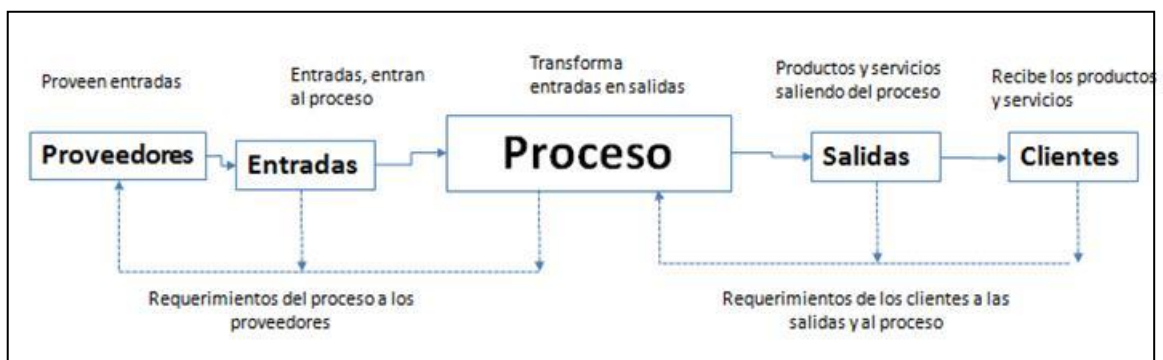 Proveen entradas
Entradas, entran
al proceso
Transforma
entradas en salidas
Productos y servicios
saliendo del proceso
Recibe los productos
y servicios
Proveedores
Entradas
Proceso
Salidas
Clientes
Requerimientos del proceso a los
proveedores
Requerimientos de los clientes a las
salidas y al proceso